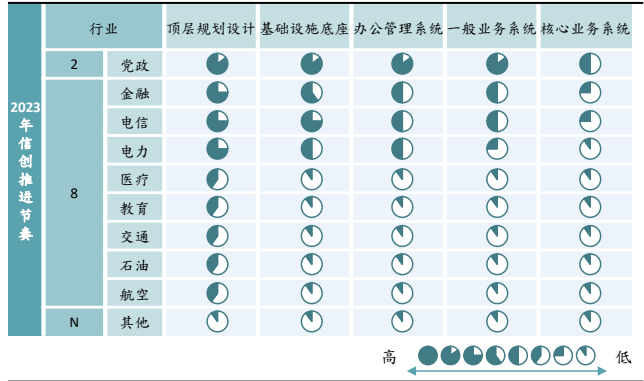 行业 顶层规划设计 基础设施底座 办公管理系统 一般业务系统 核心业务系统
2023年信创推进节奏
2 党政
8 金融
电信
电力
医疗
教育
交通
石油
航空
N 其他
高 低